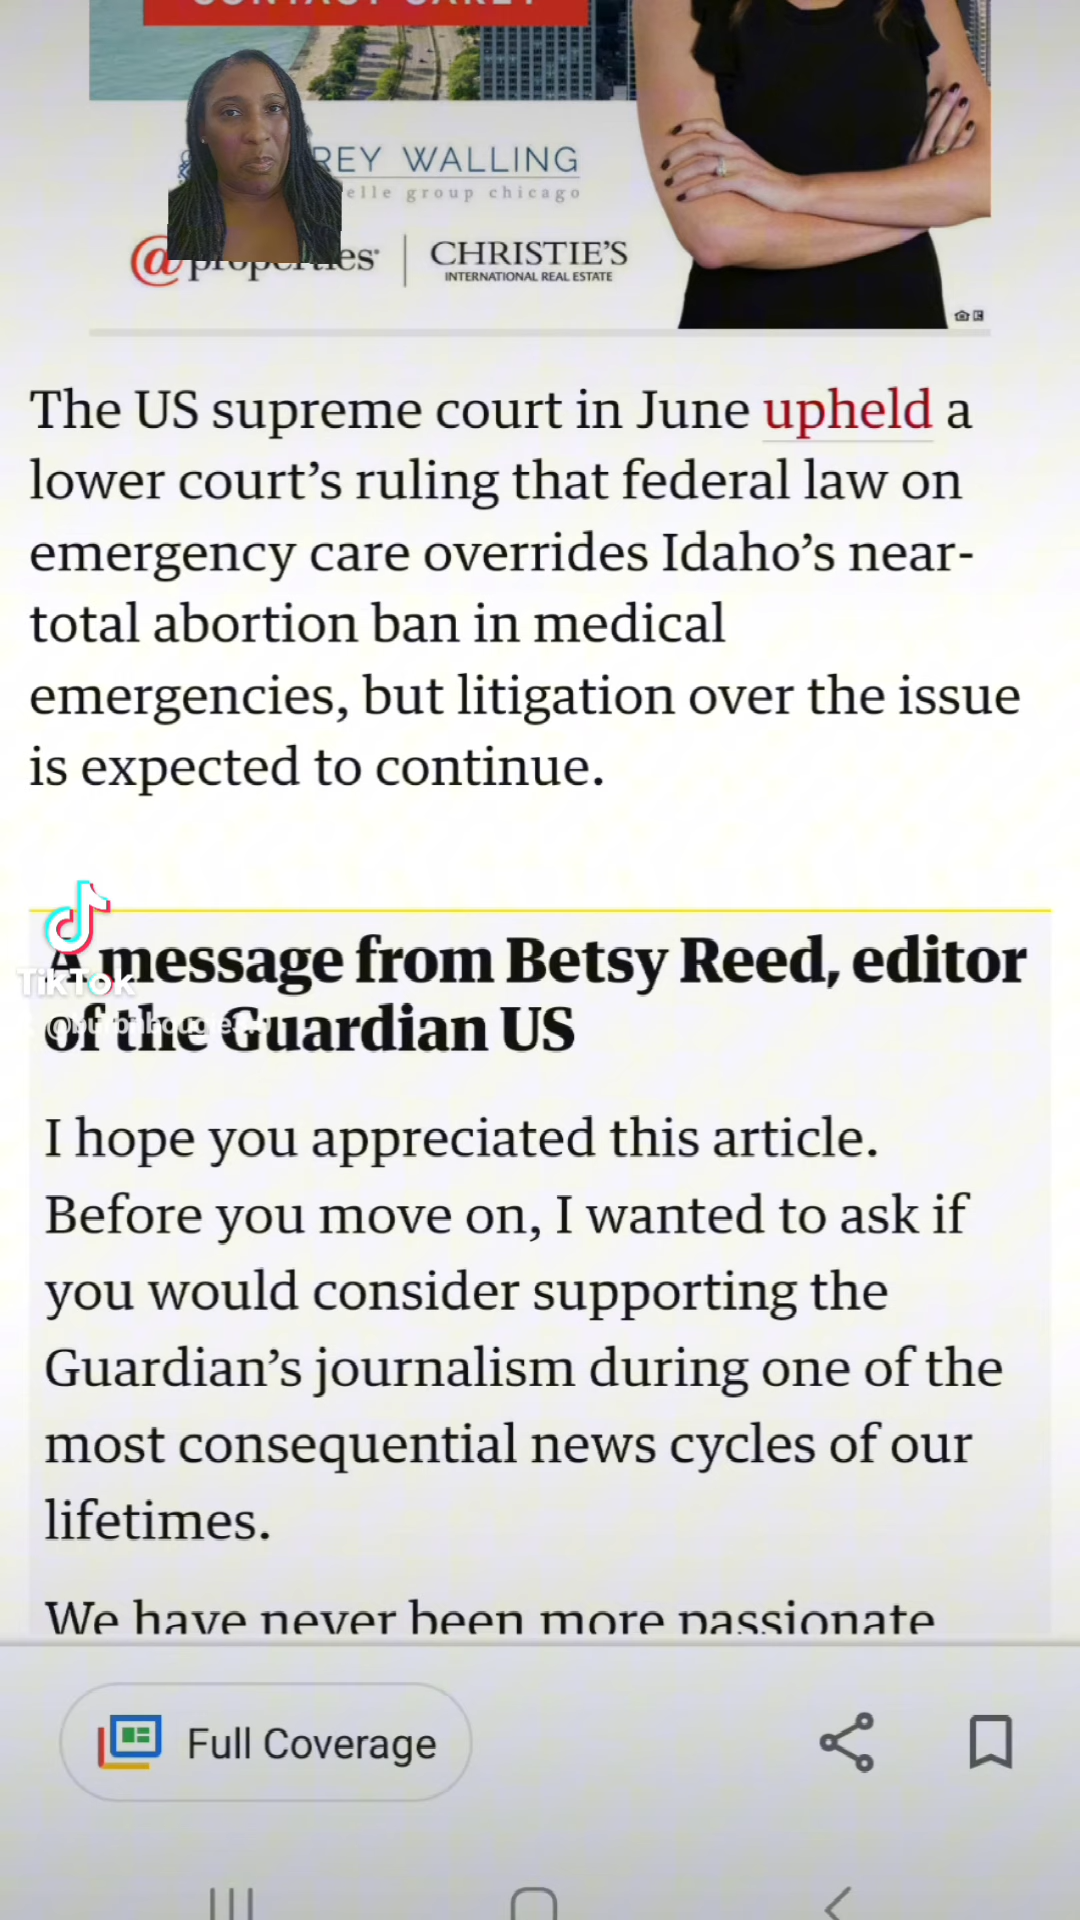 REY WALLING
elle group chicago
@properties
CHRISTIE'S
INTERNATIONAL REAL ESTATE
The US supreme court in June upheld a
lower court’s ruling that federal law on
emergency care overrides Idaho’s near-
total abortion ban in medical
emergencies, but litigation over the issue
is expected to continue.
TikTok
A message from Betsy Reed, editor
of the Guardian US
I hope you appreciated this article.
Before you move on, I wanted to ask if
you would consider supporting the
Guardian’s journalism during one of the
most consequential news cycles of our
lifetimes.
We have never been more passionate
Full Coverage